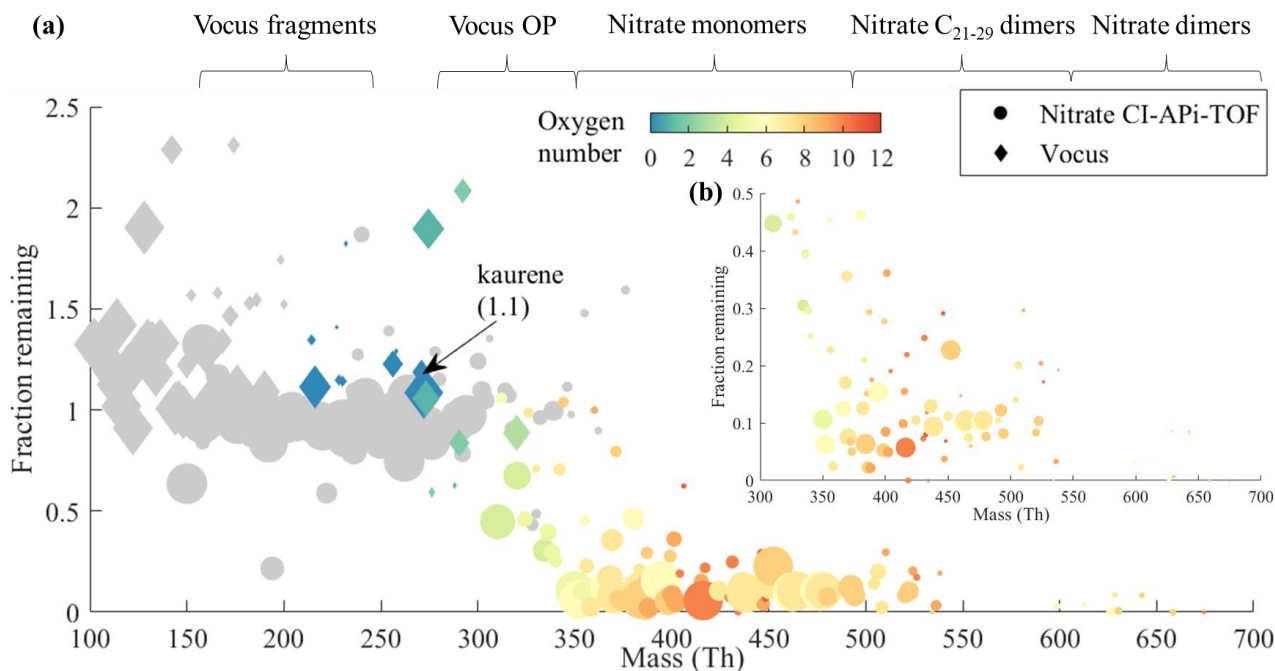 (a)
Vocus fragments
Vocus OP
Nitrate monomers
Nitrate C21-29 dimers
Nitrate dimers
Oxygen number
0 2 4 6 8 10 12
Nitrate CI-APi-TOF
Vocus
Fraction remaining
2.5
2
1.5
1
0.5
0
kaurene
(1.1)
100 150 200 250 300 350 400 450 500 550 600 650 700
Mass (Th)
(b)
Fraction remaining
0.5
0.4
0.3
0.2
0.1
0
300 350 400 450 500 550 600 650 700
Mass (Th)